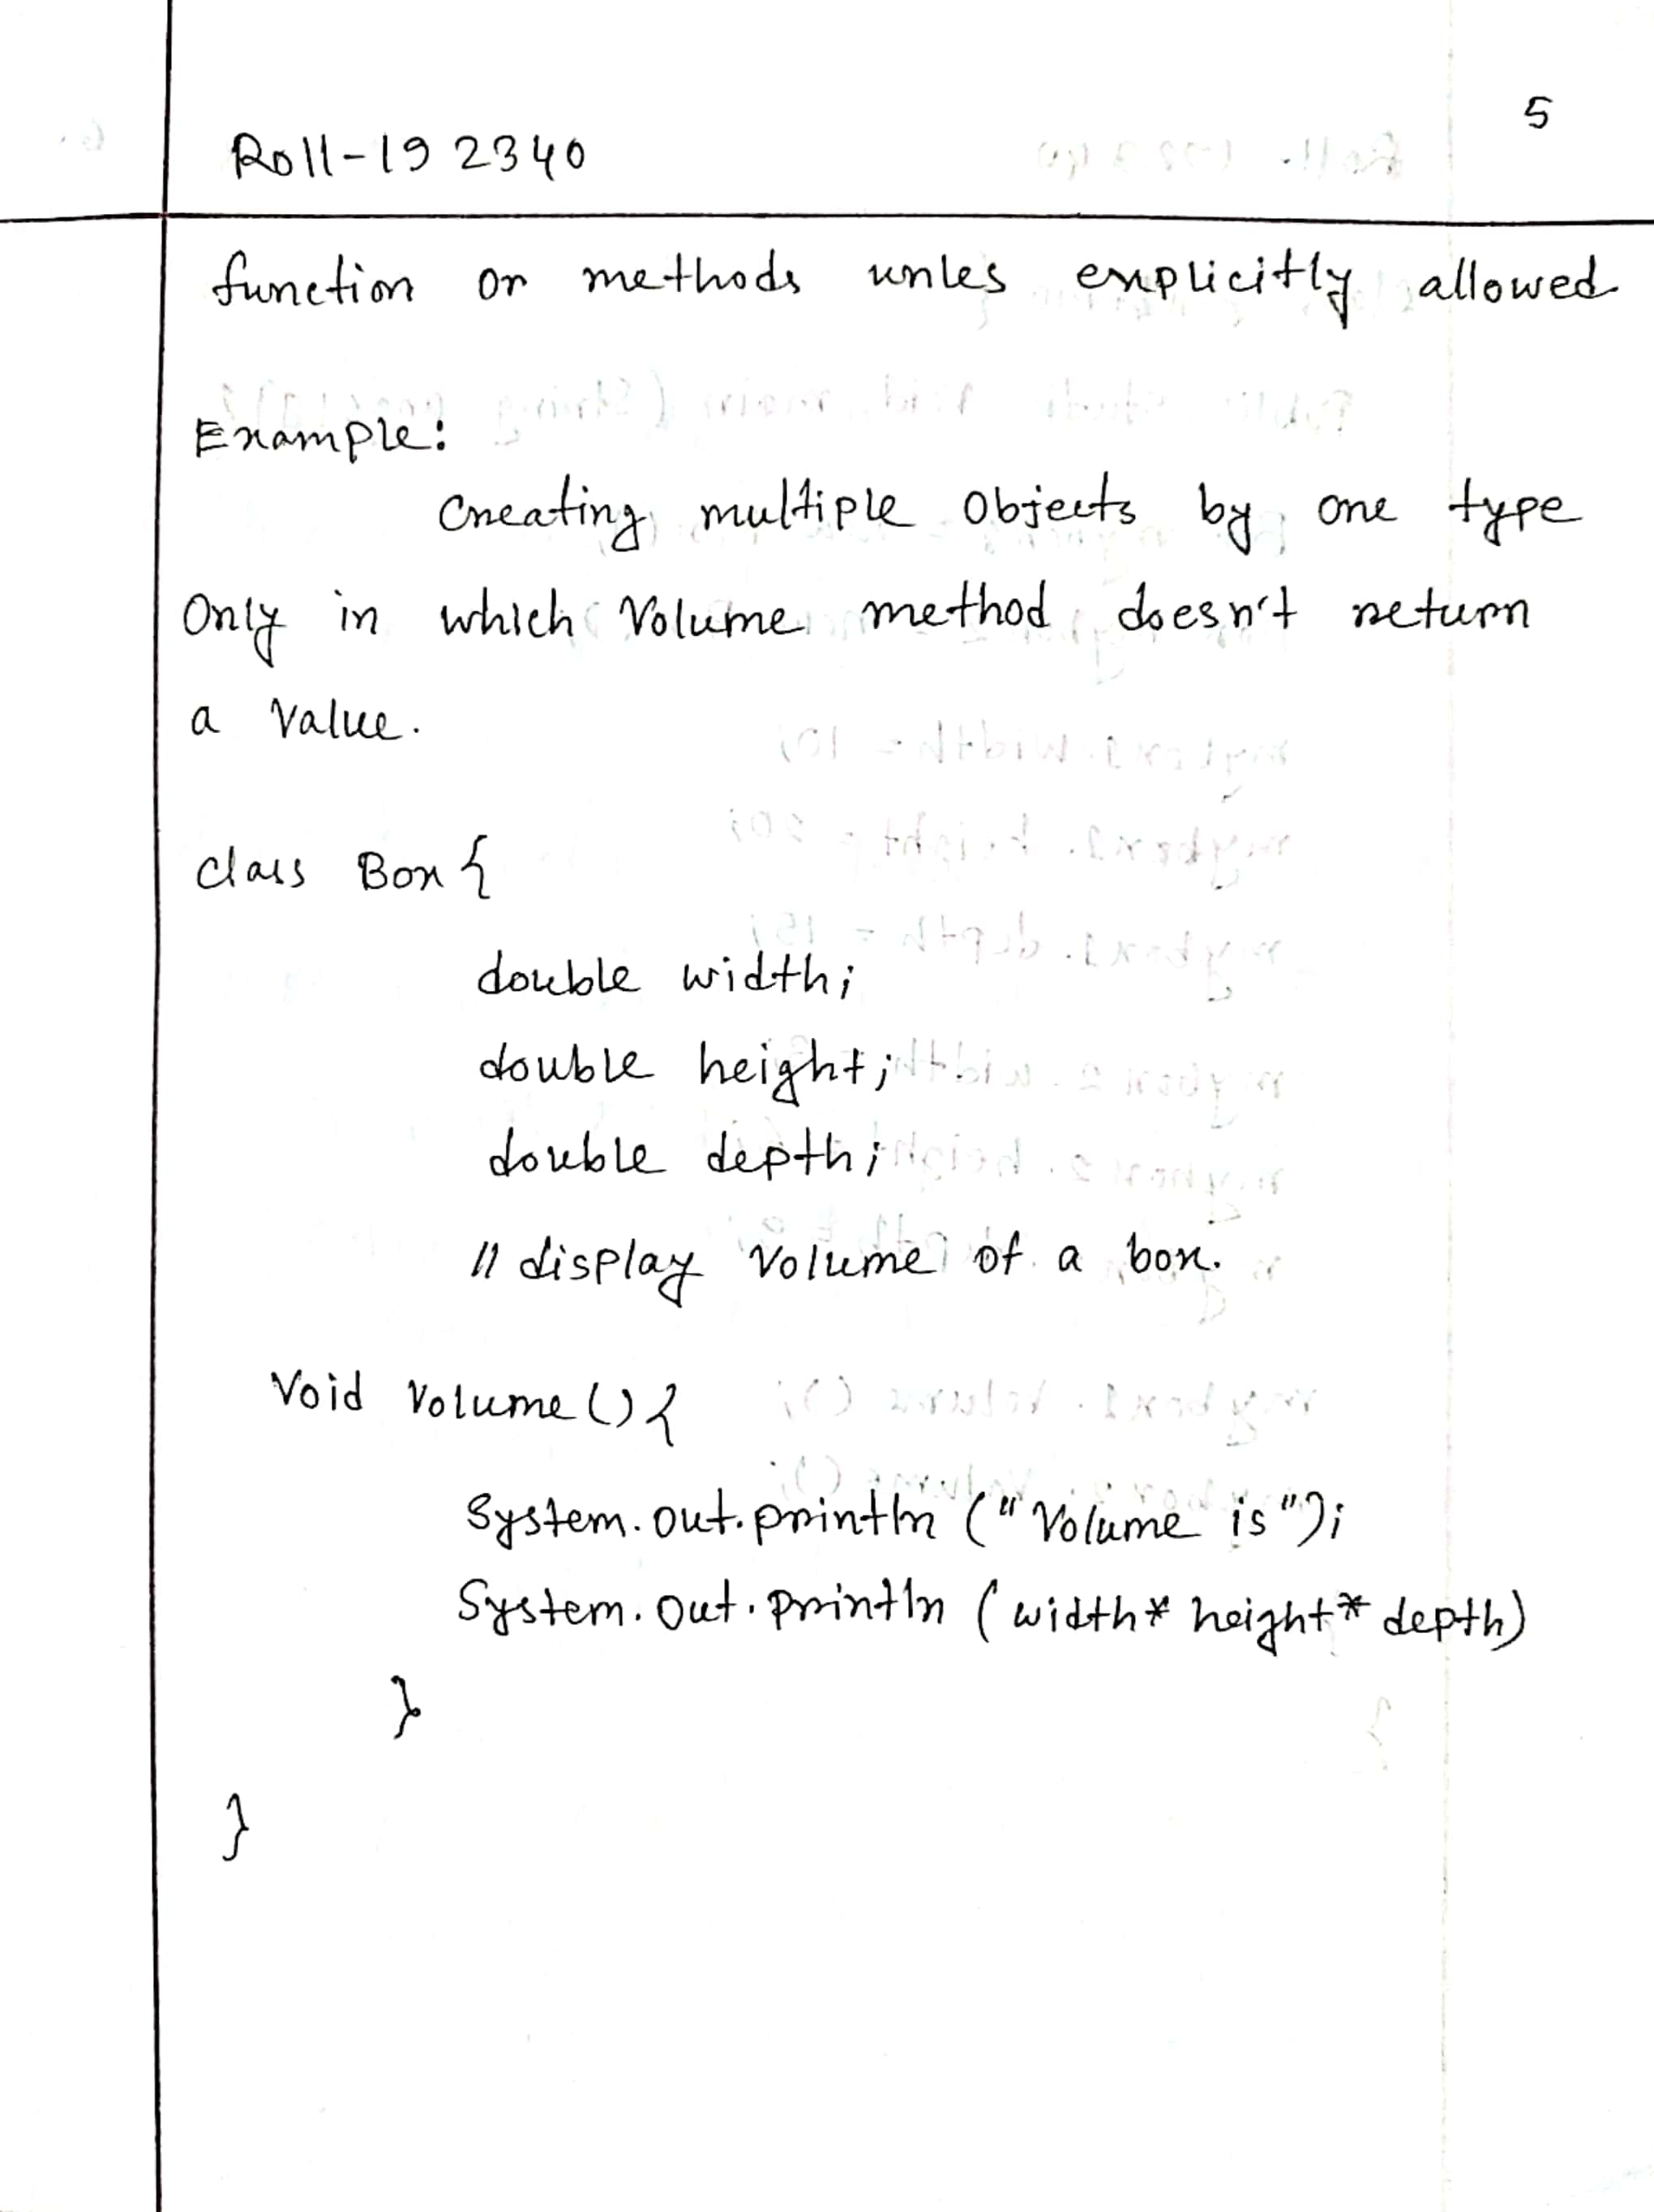 5
Roll-192340
function or methods unles explicitly allowed
Example:
Creating multiple Objects by one type
Only in which Volume method doesn't return
a Value.
class Box {
double width;
double height;
double depth;
// display Volume of a box.
Void Volume () {
System.out.println ("Volume is");
System.out.println (width * height * depth)
}
}